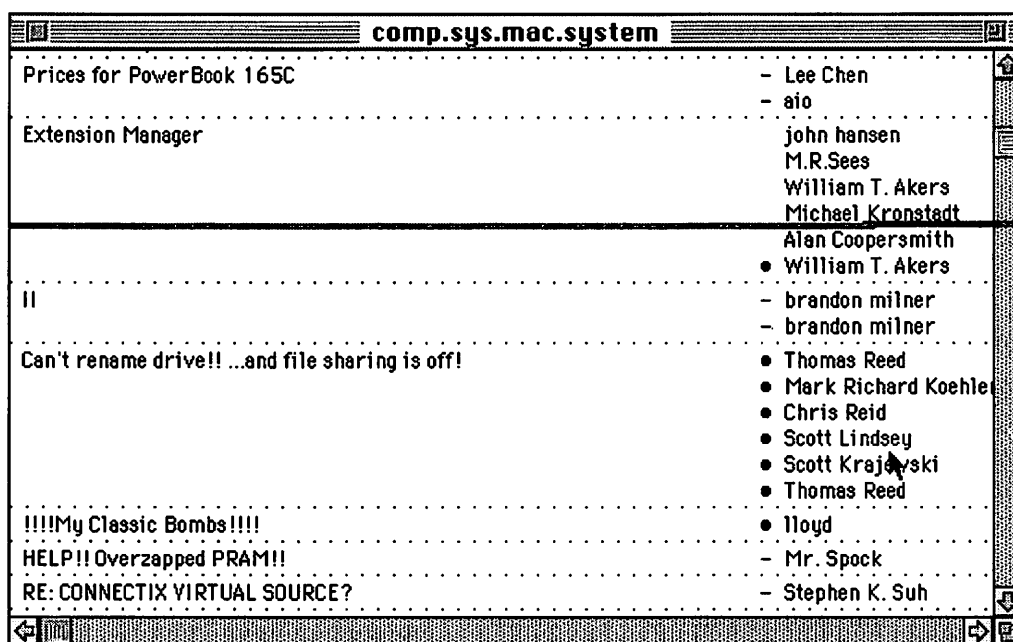 comp.sys.mac.system
Prices for PowerBook 165C – Lee Chen
– aio
Extension Manager john hansen
M.R.Sees
William T. Akers
Michael Kronstadt
Alan Coopersmith
● William T. Akers
II – brandon milner
– brandon milner
Can't rename drive!! ...and file sharing is off! ● Thomas Reed
● Mark Richard Koehler
● Chris Reid
● Scott Lindsey
● Scott Krajewski
● Thomas Reed
!!!!My Classic Bombs!!!! ● lloyd
HELP!! Overzapped PRAM!! – Mr. Spock
RE: CONNECTIX VIRTUAL SOURCE? – Stephen K. Suh